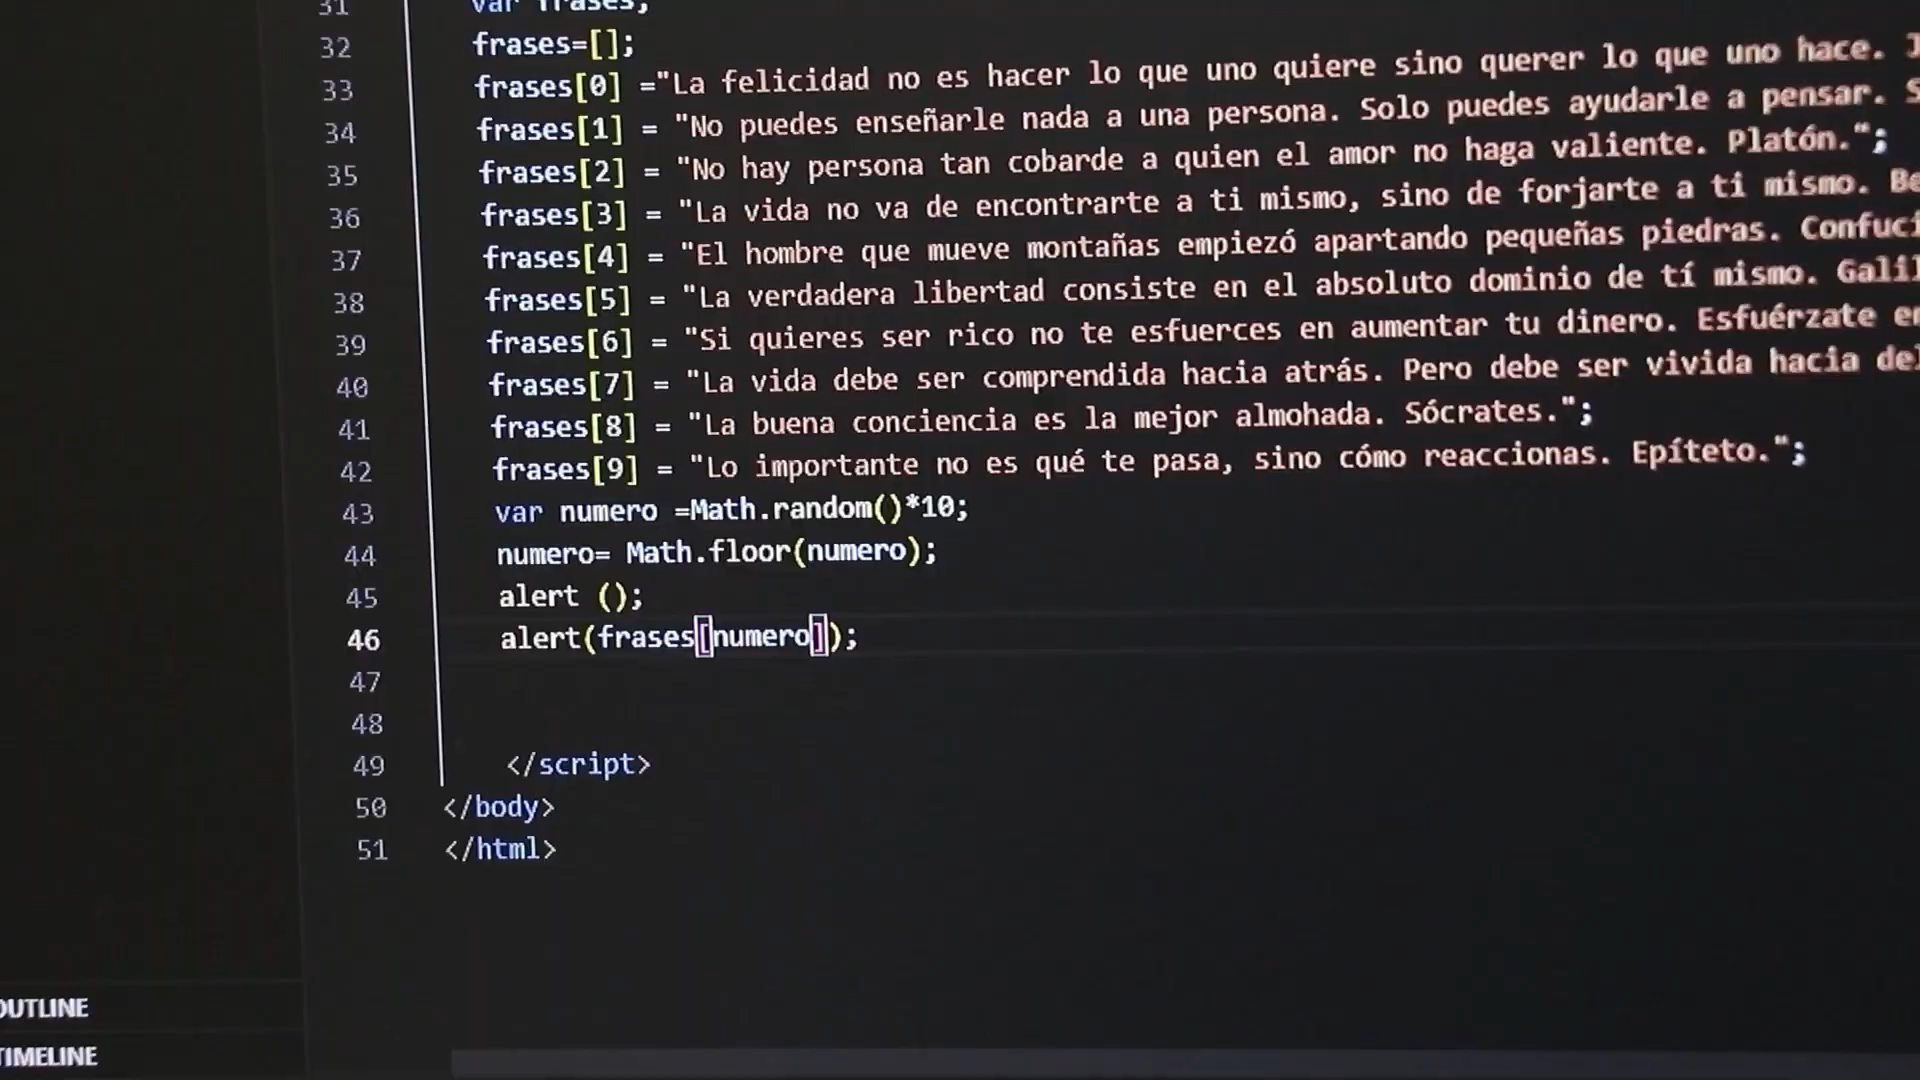 31 var frases;
32 frases=[];
33 frases[0] ="La felicidad no es hacer lo que uno quiere sino querer lo que uno hace.
34 frases[1] = "No puedes enseñarle nada a una persona. Solo puedes ayudarle a pensar.
35 frases[2] = "No hay persona tan cobarde a quien el amor no haga valiente. Platón.";
36 frases[3] = "La vida no va de encontrarte a ti mismo, sino de forjarte a ti mismo. Be
37 frases[4] = "El hombre que mueve montañas empiezó apartando pequeñas piedras. Confuci
38 frases[5] = "La verdadera libertad consiste en el absoluto dominio de tí mismo. Galil
39 frases[6] = "Si quieres ser rico no te esfuerces en aumentar tu dinero. Esfuérzate en
40 frases[7] = "La vida debe ser comprendida hacia atrás. Pero debe ser vivida hacia del
41 frases[8] = "La buena conciencia es la mejor almohada. Sócrates.";
42 frases[9] = "Lo importante no es qué te pasa, sino cómo reaccionas. Epíteto.";
43 var numero =Math.random()*10;
44 numero= Math.floor(numero);
45 alert ();
46 alert(frases[numero]);
47
48
49 </script>
50 </body>
51 </html>
OUTLINE
TIMELINE